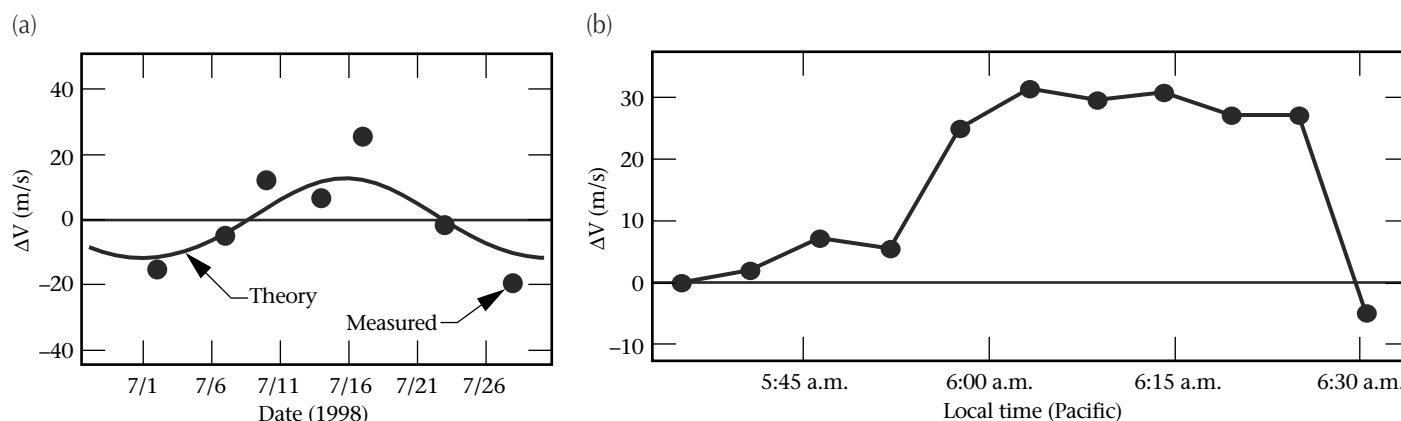 (a)
ΔV (m/s)
40
20
0
–20
–40
Theory
Measured
7/1 7/6 7/11 7/16 7/21 7/26
Date (1998)
(b)
ΔV (m/s)
30
20
10
0
–10
5:45 a.m. 6:00 a.m. 6:15 a.m. 6:30 a.m.
Local time (Pacific)